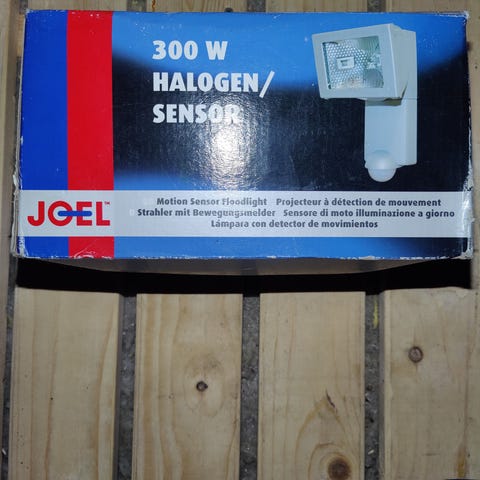 300 W
HALOGEN/
SENSOR
JOEL™
Motion Sensor Floodlight Projecteur à détection de mouvement
Strahler mit Bewegungsmelder Sensore di moto illuminazione a giorno
Lámpara con detector de movimientos